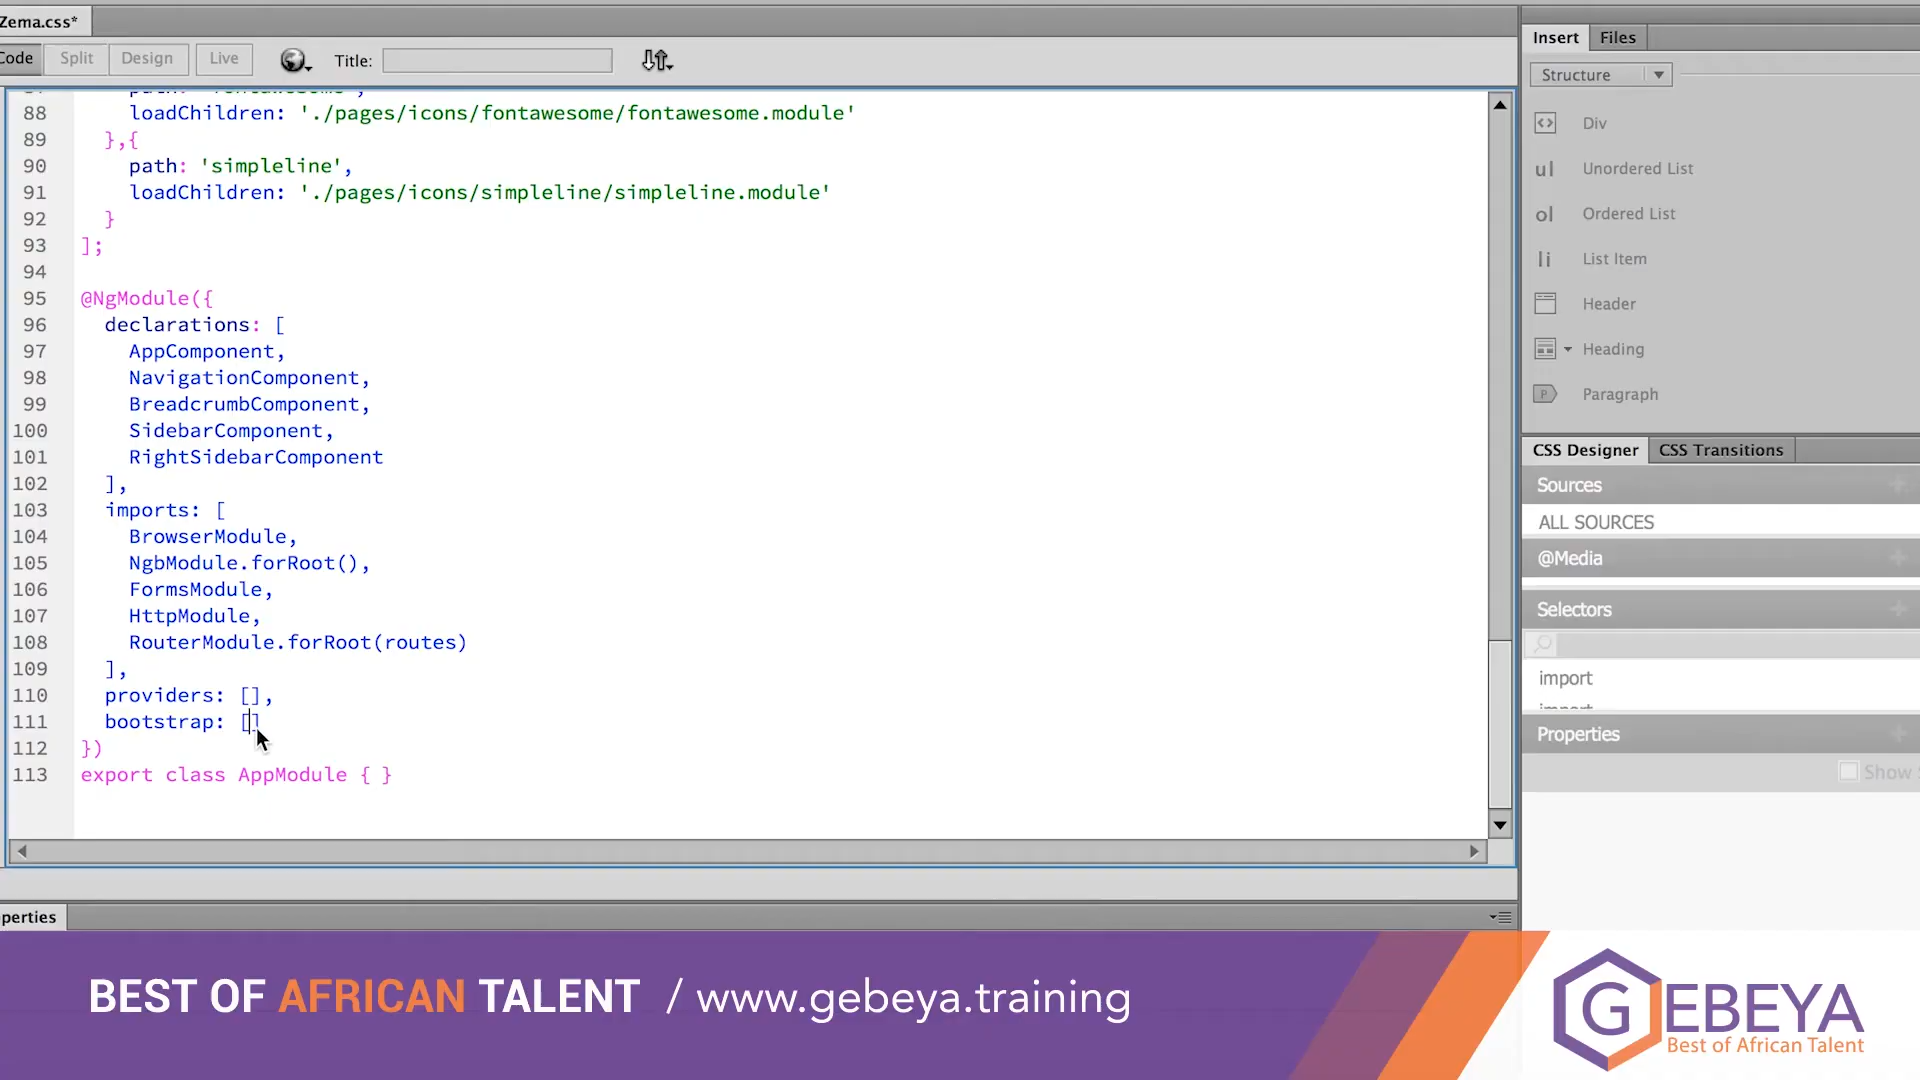 Zema.css*
Code Split Design Live Title:
88 loadChildren: './pages/icons/fontawesome/fontawesome.module'
89 },{
90 path: 'simpleline',
91 loadChildren: './pages/icons/simpleline/simpleline.module'
92 }
93 ];
94
95 @NgModule({
96 declarations: [
97 AppComponent,
98 NavigationComponent,
99 BreadcrumbComponent,
100 SidebarComponent,
101 RightSidebarComponent
102 ],
103 imports: [
104 BrowserModule,
105 NgbModule.forRoot(),
106 FormsModule,
107 HttpModule,
108 RouterModule.forRoot(routes)
109 ],
110 providers: [],
111 bootstrap: []
112 })
113 export class AppModule { }
perties
Insert Files
Structure
Div
ul Unordered List
ol Ordered List
li List Item
Header
Heading
P Paragraph
CSS Designer CSS Transitions
Sources
ALL SOURCES
@Media
Selectors
import
import
Properties
Show
BEST OF AFRICAN TALENT / www.gebeya.training
GEBEYA
Best of African Talent